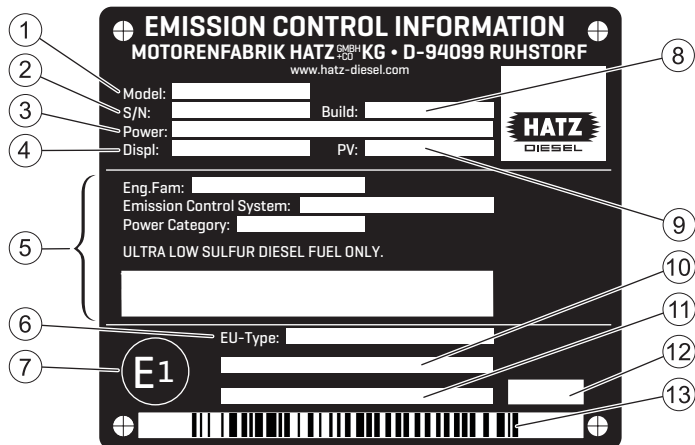 EMISSION CONTROL INFORMATION
MOTORENFABRIK HATZ GMBH +CO KG • D-94099 RUHSTORF
www.hatz-diesel.com
1
Model:
2
S/N:
Build:
8
3
Power:
4
Displ:
PV:
9
HATZ
DIESEL
5
Eng.Fam:
Emission Control System:
Power Category:
ULTRA LOW SULFUR DIESEL FUEL ONLY.
10
11
6
EU-Type:
7
E1
12
13